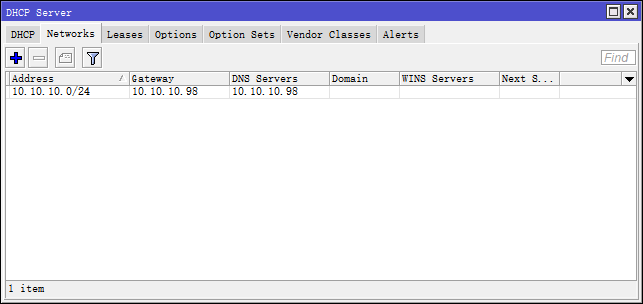 DHCP Server
DHCP Networks Leases Options Option Sets Vendor Classes Alerts
Find
Address Gateway DNS Servers Domain WINS Servers Next S...
10.10.10.0/24 10.10.10.98 10.10.10.98
1 item